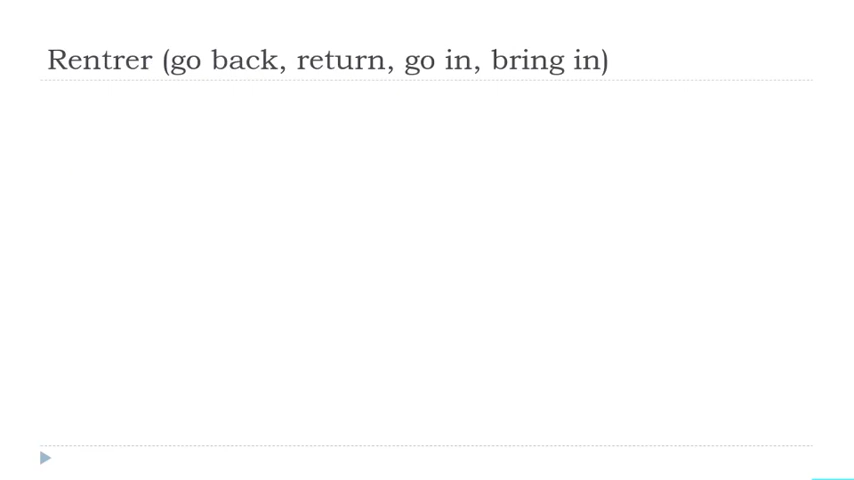 Rentrer (go back, return, go in, bring in)